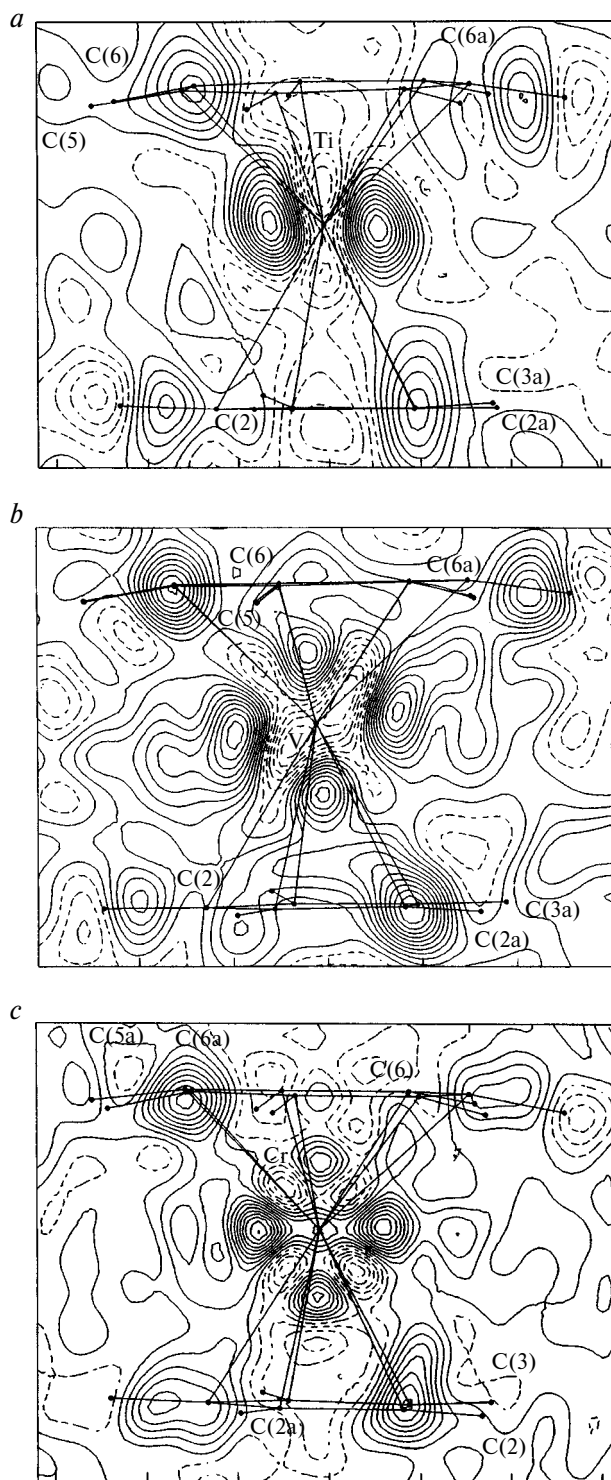 a
C(6)
C(6a)
C(5)
Ti
C(3a)
C(2)
C(2a)
b
C(6)
C(6a)
C(5)
V
C(2)
C(3a)
C(2a)
c
C(5a)
C(6a)
C(6)
Cr
C(3)
C(2a)
C(2)